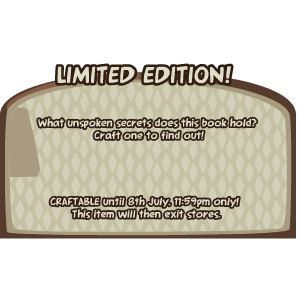 LIMITED EDITION!
What unspoken secrets does this book hold?
Craft one to find out!
CRAFTABLE until 8th July, 11:59pm only!
This item will then exit stores.